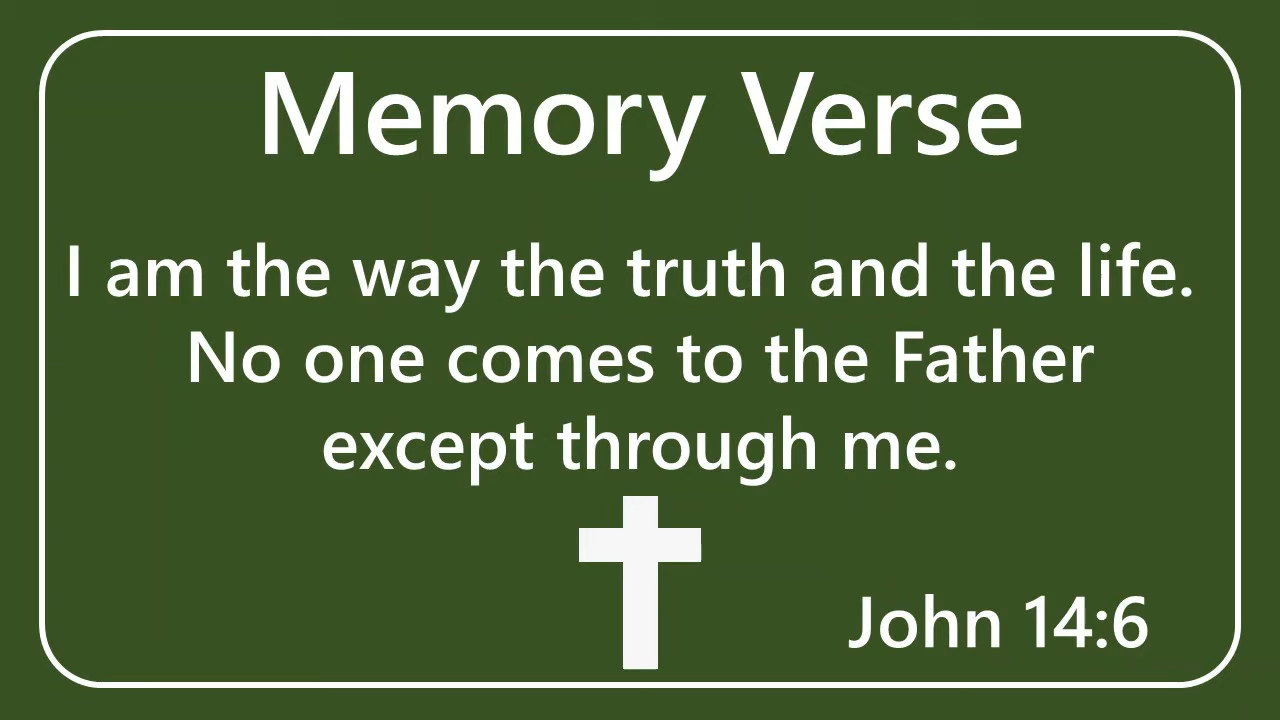 Memory Verse
I am the way the truth and the life.
No one comes to the Father
except through me.
John 14:6